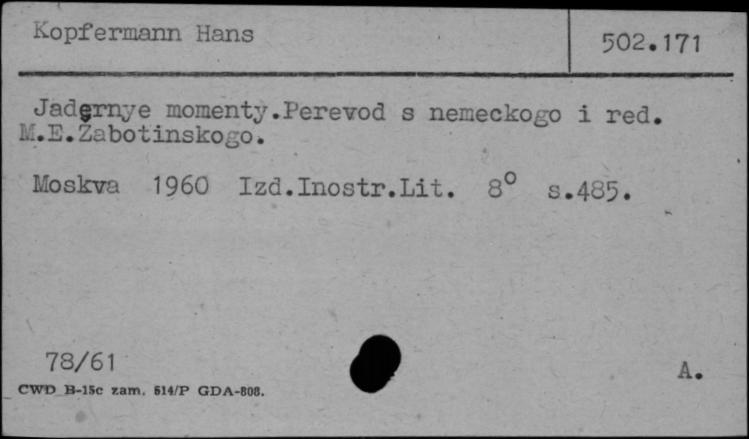 Kopfermann Hans
502.171
Jadernye momenty.Perevod s nemeckogo i red.
M.E.Zabotinskogo.
Moskva 1960 Izd.Inostr.Lit. 8° s.485.
78/61
A.
CWD B-15c zam. 514/P GDA-808.